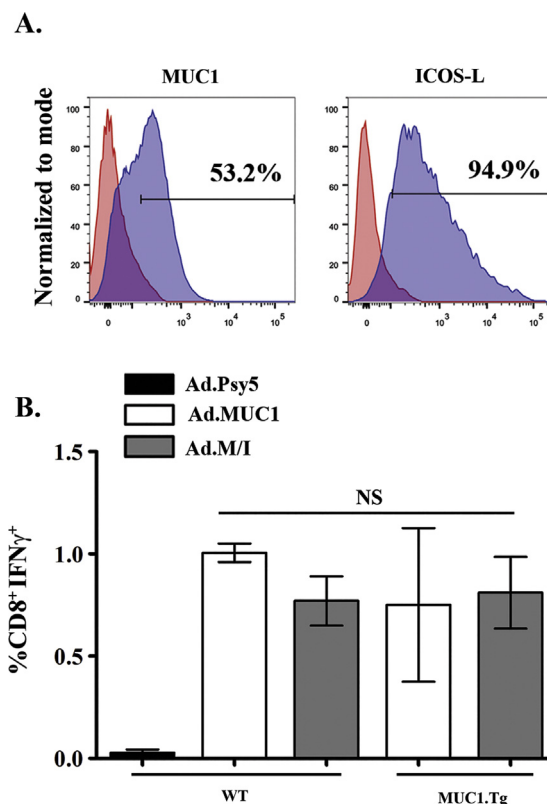 A.
MUC1
ICOS-L
Normalized to mode
100
80
60
40
20
0
53.2%
0
10³
10⁴
10⁵
100
80
60
40
20
0
94.9%
0
10³
10⁴
10⁵
B.
Ad.Psy5
Ad.MUC1
Ad.M/I
%CD8⁺ IFNγ⁺
1.5
1.0
0.5
0.0
NS
WT
MUC1.Tg